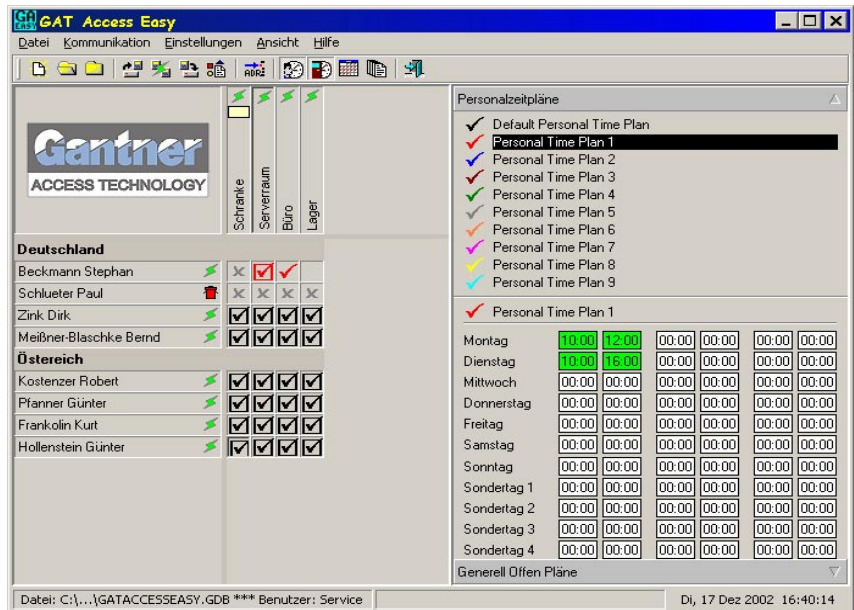 GAT Access Easy
Datei Kommunikation Einstellungen Ansicht Hilfe
ADR!
Gantner
ACCESS TECHNOLOGY
Schranke
Serverraum
Büro
Lager
Deutschland
Beckmann Stephan
Schlueter Paul
Zink Dirk
Meißner-Blaschke Bernd
Östereich
Kostenzer Robert
Pfanner Günter
Frankolin Kurt
Hollenstein Günter
Personalzeitpläne
Default Personal Time Plan
Personal Time Plan 1
Personal Time Plan 2
Personal Time Plan 3
Personal Time Plan 4
Personal Time Plan 5
Personal Time Plan 6
Personal Time Plan 7
Personal Time Plan 8
Personal Time Plan 9
Personal Time Plan 1
Montag 10:00 12:00 00:00 00:00 00:00 00:00
Dienstag 10:00 16:00 00:00 00:00 00:00 00:00
Mittwoch 00:00 00:00 00:00 00:00 00:00 00:00
Donnerstag 00:00 00:00 00:00 00:00 00:00 00:00
Freitag 00:00 00:00 00:00 00:00 00:00 00:00
Samstag 00:00 00:00 00:00 00:00 00:00 00:00
Sonntag 00:00 00:00 00:00 00:00 00:00 00:00
Sondertag 1 00:00 00:00 00:00 00:00 00:00 00:00
Sondertag 2 00:00 00:00 00:00 00:00 00:00 00:00
Sondertag 3 00:00 00:00 00:00 00:00 00:00 00:00
Sondertag 4 00:00 00:00 00:00 00:00 00:00 00:00
Generell Offen Pläne
Datei: C:\...\GATACCESSEASY.GDB *** Benutzer: Service
Di, 17 Dez 2002 16:40:14